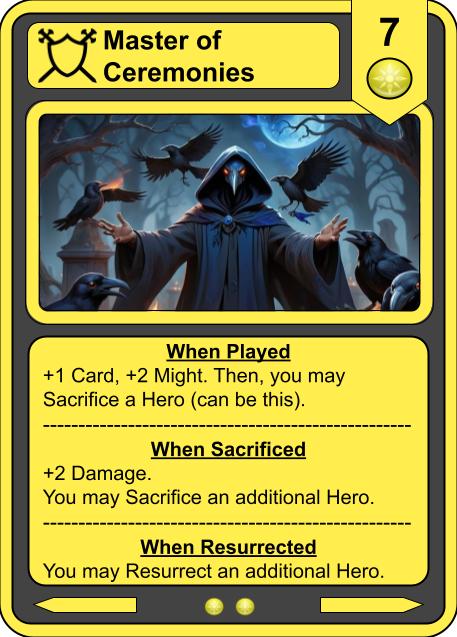 Master of
Ceremonies
7
When Played
+1 Card, +2 Might. Then, you may
Sacrifice a Hero (can be this).
When Sacrificed
+2 Damage.
You may Sacrifice an additional Hero.
When Resurrected
You may Resurrect an additional Hero.